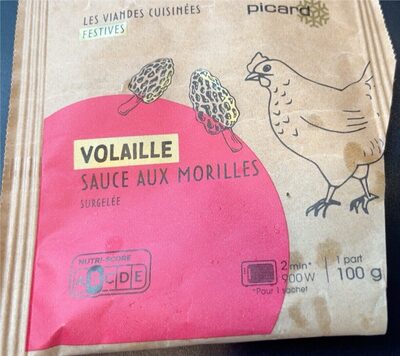 LES VIANDES CUISINÉES
FESTIVES
picard
VOLAILLE
SAUCE AUX MORILLES
SURGELÉE
NUTRI-SCORE
D E
2 min*
900W
*Pour 1 sachet
1 part
100 g